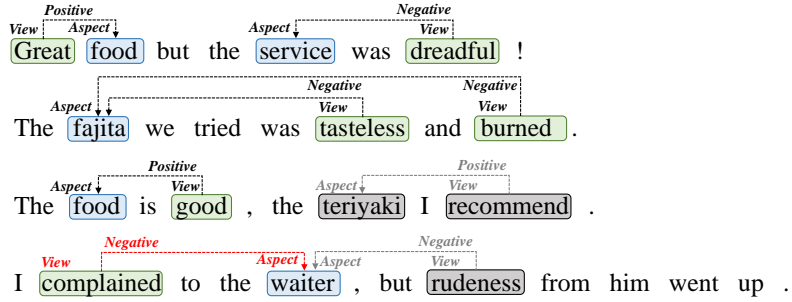 Positive Negative
View Aspect Aspect View
Great food but the service was dreadful !
Negative Negative
Aspect View View
The fajita we tried was tasteless and burned .
Positive Positive
Aspect View Aspect View
The food is good , the teriyaki I recommend .
Negative Negative
View Aspect Aspect View
I complained to the waiter , but rudeness from him went up .